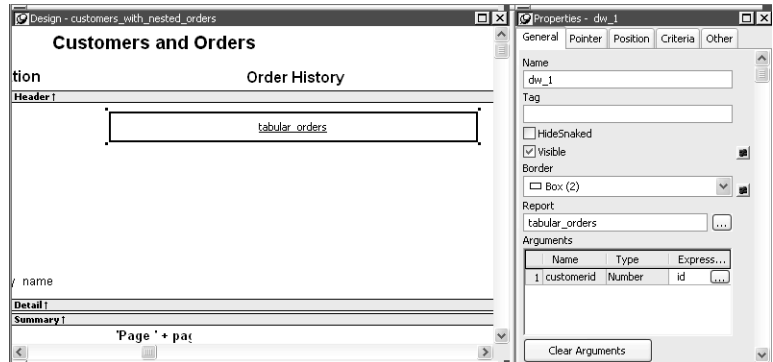 Design - customers_with_nested_orders
Customers and Orders
tion Order History
Header ↑
tabular_orders
y name
Detail ↑
Summary ↑
'Page ' + pag
Properties - dw_1
General Pointer Position Criteria Other
Name
dw_1
Tag
HideSnaked
Visible
Border
Box (2)
Report
tabular_orders ...
Arguments
Name Type Express...
1 customerid Number id ...
Clear Arguments